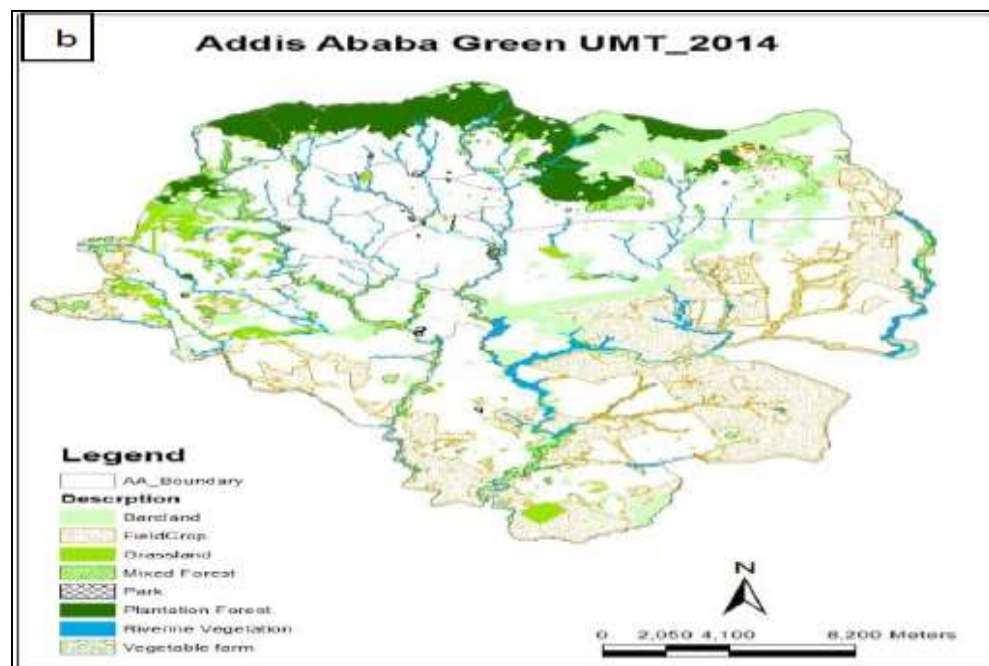 b
Addis Ababa Green UMT_2014
Legend
AA_Boundary
Descrption
Bareland
FieldCrop
Grassland
Mixed Forest
Park
Plantation Forest
Riverine Vegetation
Vegetable farm
N
0 2,050 4,100 8,200 Meters